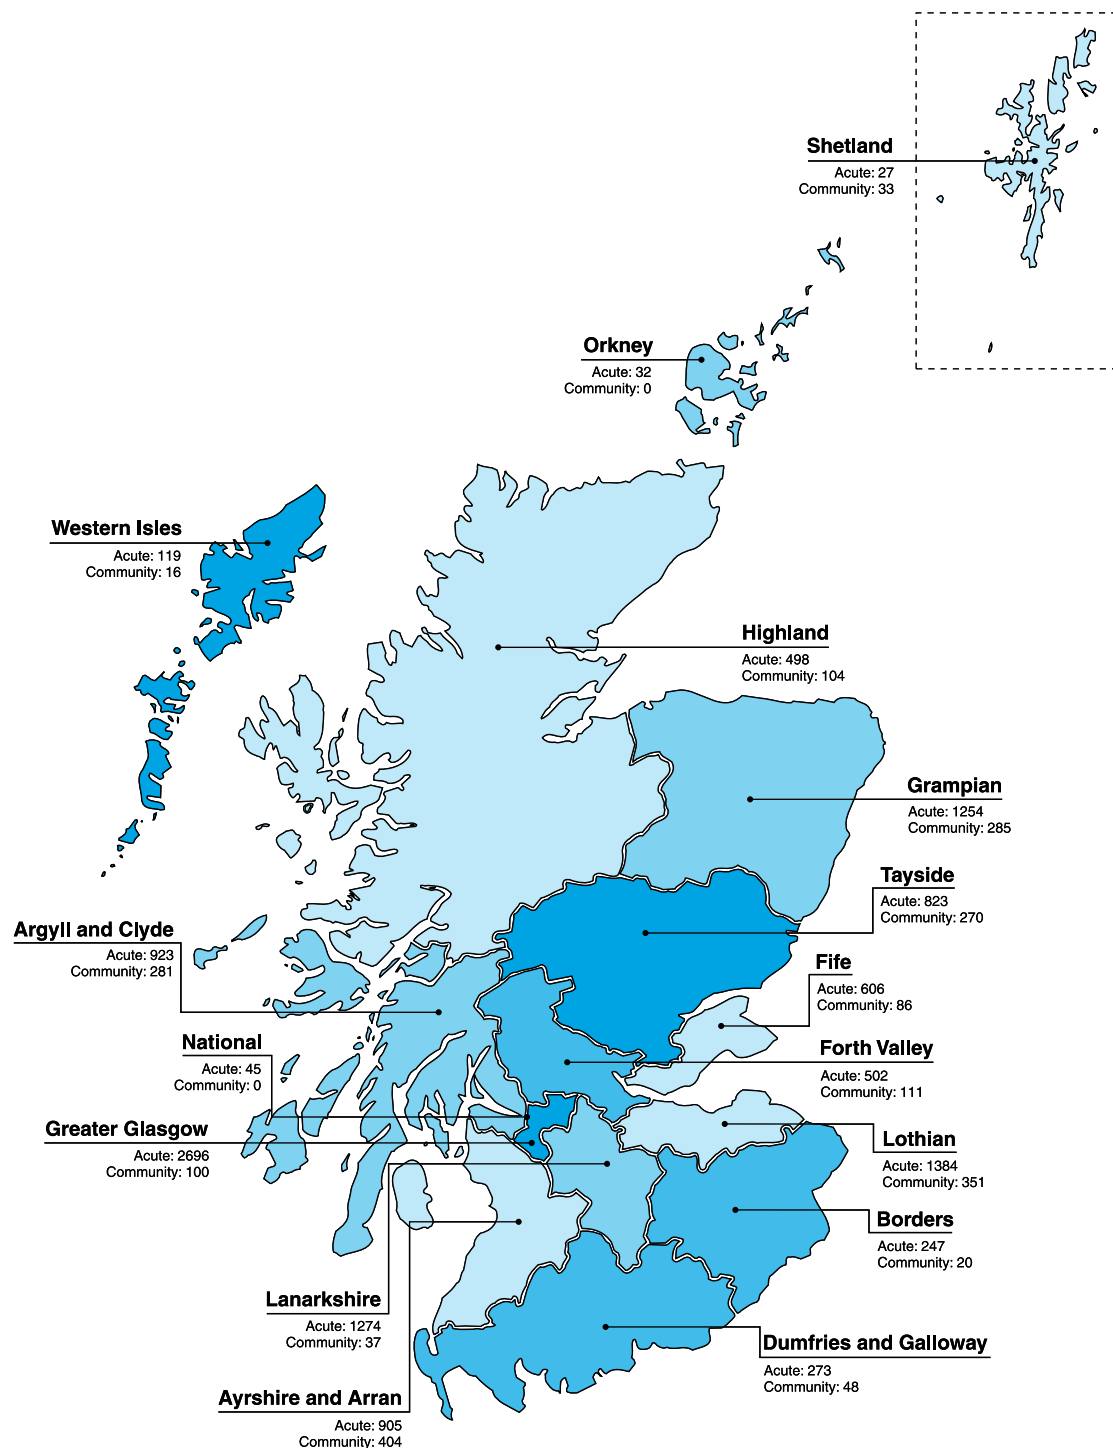 Shetland
Acute: 27
Community: 33
Orkney
Acute: 32
Community: 0
Western Isles
Acute: 119
Community: 16
Highland
Acute: 498
Community: 104
Grampian
Acute: 1254
Community: 285
Tayside
Acute: 823
Community: 270
Argyll and Clyde
Acute: 923
Community: 281
Fife
Acute: 606
Community: 86
National
Acute: 45
Community: 0
Forth Valley
Acute: 502
Community: 111
Greater Glasgow
Acute: 2696
Community: 100
Lothian
Acute: 1384
Community: 351
Borders
Acute: 247
Community: 20
Lanarkshire
Acute: 1274
Community: 37
Dumfries and Galloway
Acute: 273
Community: 48
Ayrshire and Arran
Acute: 905
Community: 404